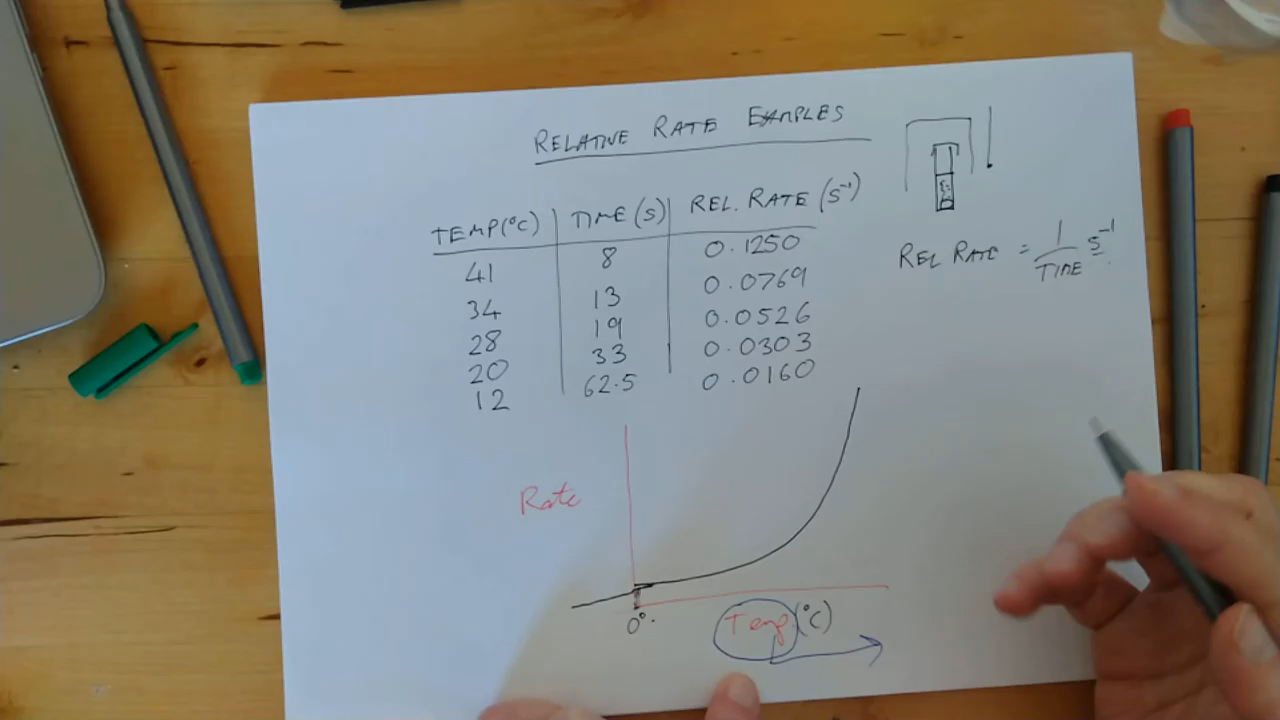 RELATIVE RATE EXAMPLES
TEMP(°C) TIME (S) REL. RATE (S⁻¹)
41 8 0.1250
34 13 0.0769
28 19 0.0526
20 33 0.0303
12 62.5 0.0160
REL RATE = 1/TIME S⁻¹
Rate
0°.
Temp (°C)